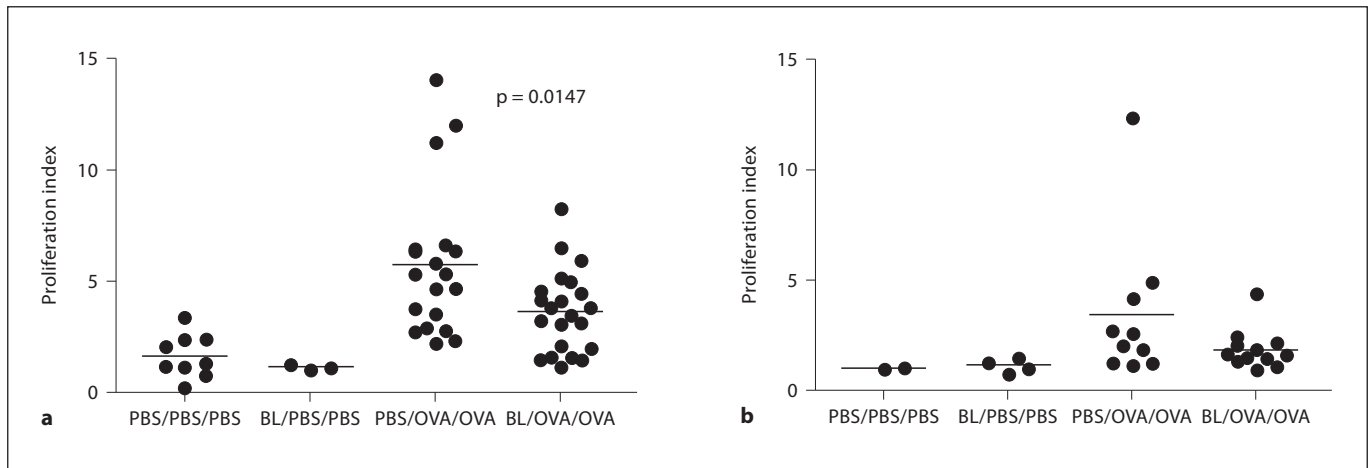 15
10
5
0
Proliferation index
p = 0.0147
a
PBS/PBS/PBS BL/PBS/PBS PBS/OVA/OVA BL/OVA/OVA
15
10
5
0
Proliferation index
b
PBS/PBS/PBS BL/PBS/PBS PBS/OVA/OVA BL/OVA/OVA